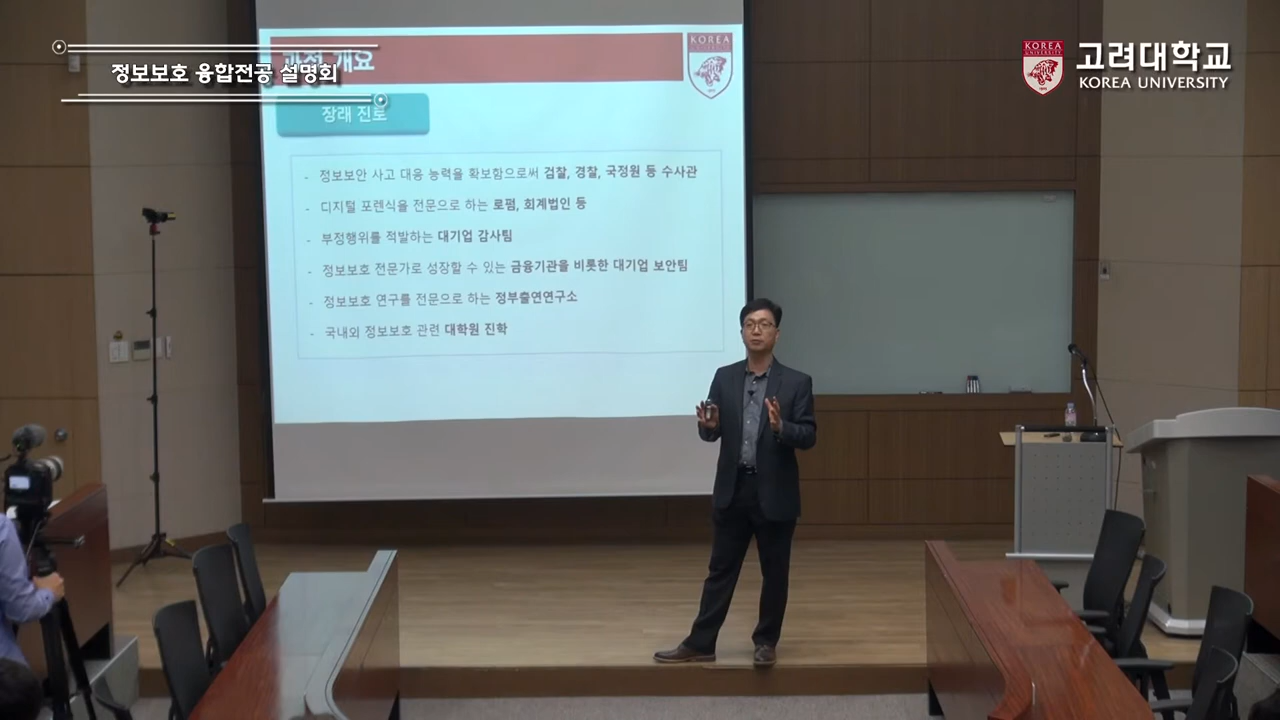 정보보호 융합전공 설명회
KOREA
고려대학교
KOREA UNIVERSITY
과정 개요
KOREA
장래 진로
- 정보보안 사고 대응 능력을 확보함으로써 검찰, 경찰, 국정원 등 수사관
- 디지털 포렌식을 전문으로 하는 로펌, 회계법인 등
- 부정행위를 적발하는 대기업 감사팀
- 정보보호 전문가로 성장할 수 있는 금융기관을 비롯한 대기업 보안팀
- 정보보호 연구를 전문으로 하는 정부출연연구소
- 국내외 정보보호 관련 대학원 진학